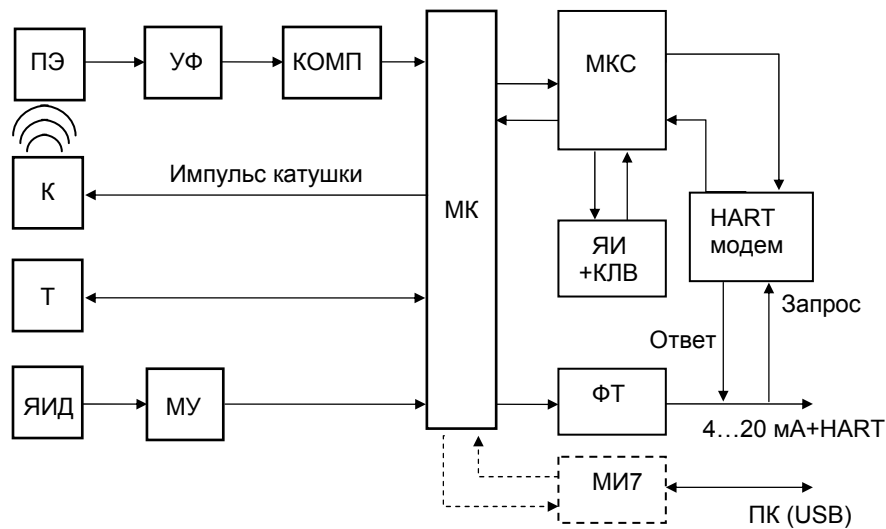 ПЭ
УФ
КОМП
МКС
Импульс катушки
К
МК
HART
модем
ЯИ
+КЛВ
Т
Запрос
Ответ
ЯИД
МУ
ФТ
4…20 мА+HART
МИ7
ПК (USB)